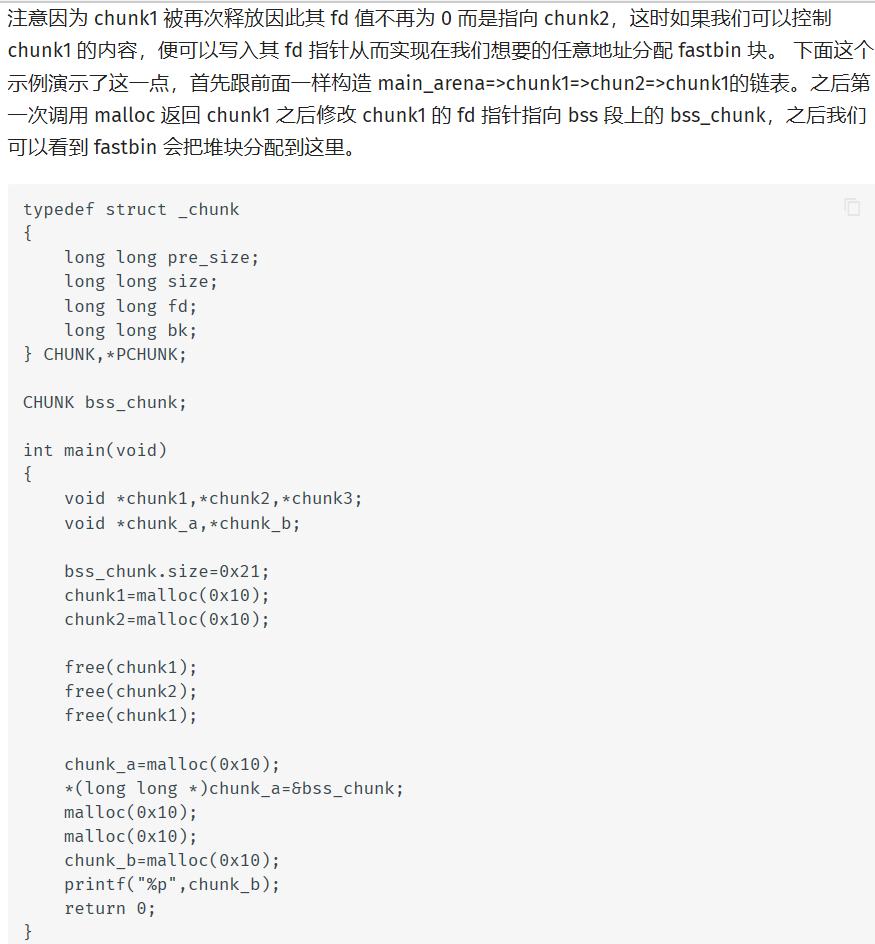 注意因为 chunk1 被再次释放因此其 fd 值不再为 0 而是指向 chunk2，这时如果我们可以控制
chunk1 的内容，便可以写入其 fd 指针从而实现在我们想要的任意地址分配 fastbin 块。 下面这个
示例演示了这一点，首先跟前面一样构造 main_arena=>chunk1=>chun2=>chunk1的链表。之后第
一次调用 malloc 返回 chunk1 之后修改 chunk1 的 fd 指针指向 bss 段上的 bss_chunk，之后我们
可以看到 fastbin 会把堆块分配到这里。
typedef struct _chunk
{
    long long pre_size;
    long long size;
    long long fd;
    long long bk;
} CHUNK,*PCHUNK;
CHUNK bss_chunk;
int main(void)
{
    void *chunk1,*chunk2,*chunk3;
    void *chunk_a,*chunk_b;
    bss_chunk.size=0x21;
    chunk1=malloc(0x10);
    chunk2=malloc(0x10);
    free(chunk1);
    free(chunk2);
    free(chunk1);
    chunk_a=malloc(0x10);
    *(long long *)chunk_a=&bss_chunk;
    malloc(0x10);
    malloc(0x10);
    chunk_b=malloc(0x10);
    printf("%p",chunk_b);
    return 0;
}